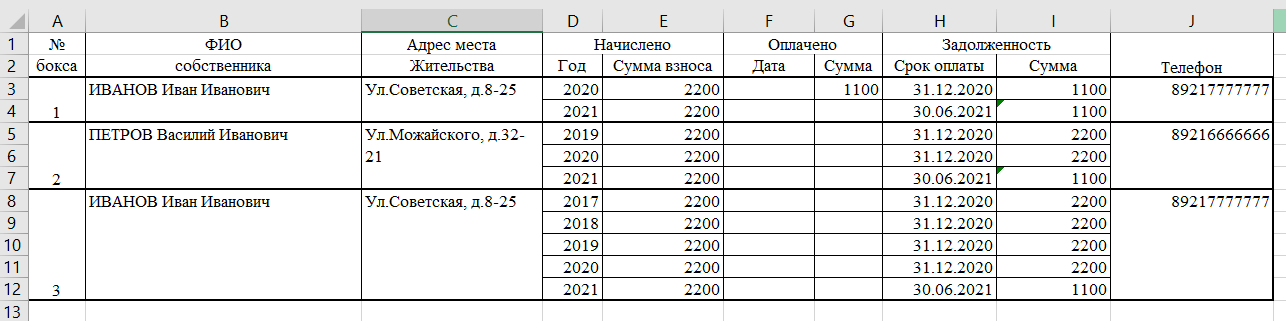 A B C D E F G H I J
1 № ФИО Адрес места Начислено Оплачено Задолженность
2 бокса собственника Жительства Год Сумма взноса Дата Сумма Срок оплаты Сумма Телефон
3 ИВАНОВ Иван Иванович Ул.Советская, д.8-25 2020 2200 1100 31.12.2020 1100 89217777777
4 1 2021 2200 30.06.2021 1100
5 ПЕТРОВ Василий Иванович Ул.Можайского, д.32- 2019 2200 31.12.2020 2200 89216666666
6 21 2020 2200 31.12.2020 2200
7 2 2021 2200 30.06.2021 1100
8 ИВАНОВ Иван Иванович Ул.Советская, д.8-25 2017 2200 31.12.2020 2200 89217777777
9 2018 2200 31.12.2020 2200
10 2019 2200 31.12.2020 2200
11 2020 2200 31.12.2020 2200
12 3 2021 2200 30.06.2021 1100
13